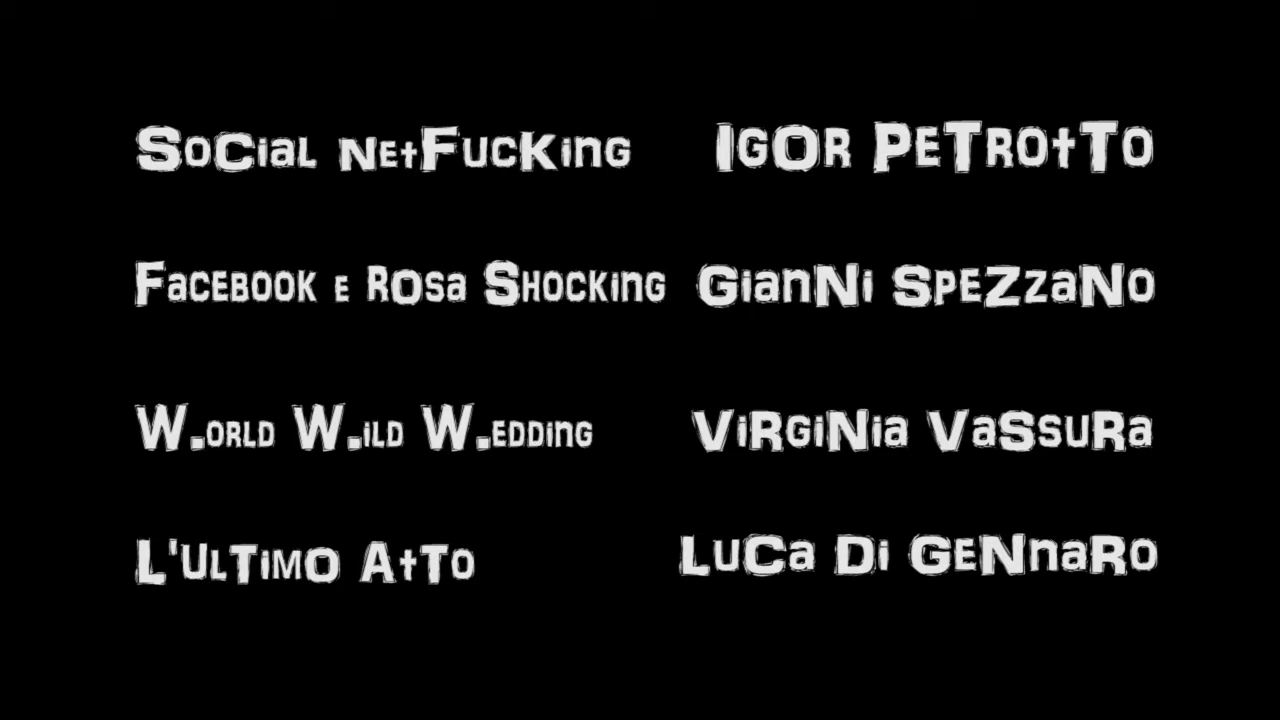 Social NetFucking Igor Petrotto
Facebook e Rosa Shocking Gianni Spezzano
W.orld W.ild W.edding Virginia Vassura
L'ultimo Atto Luca Di Gennaro